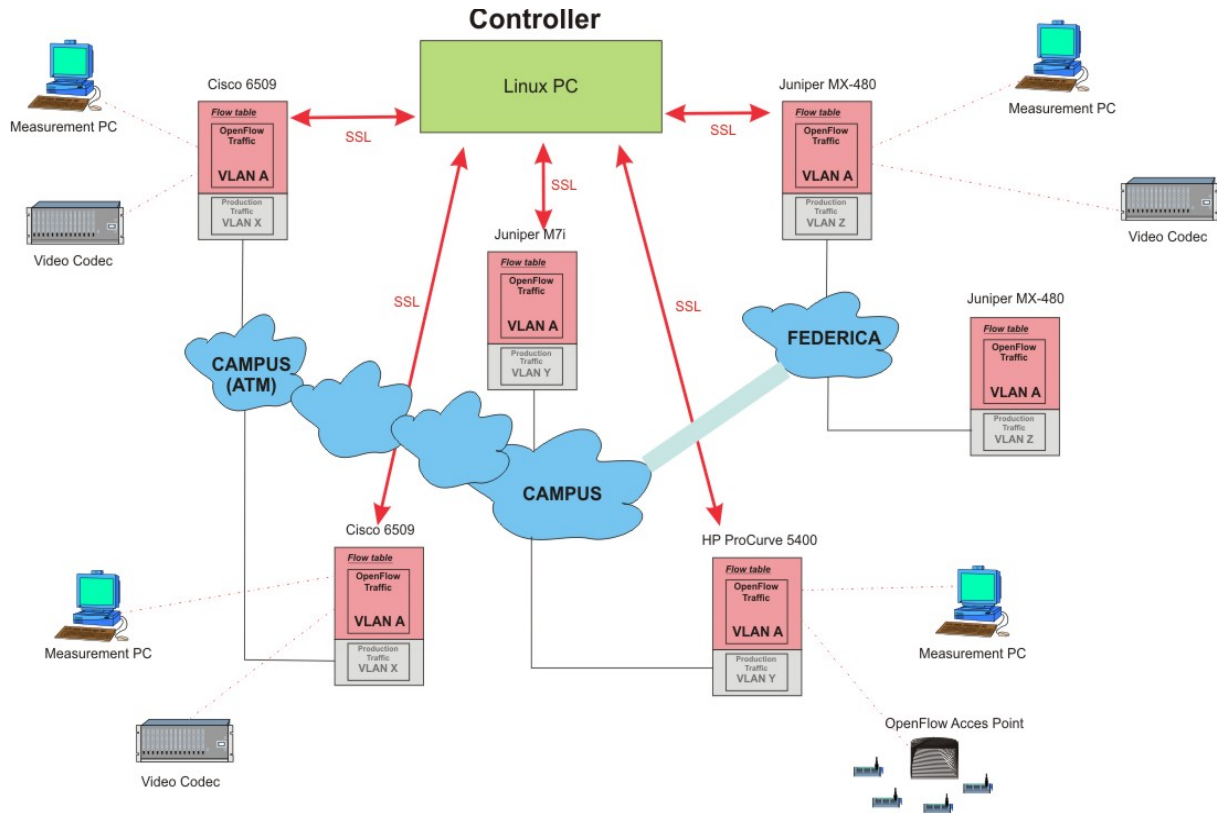 Controller
Linux PC
Cisco 6509
Flow table
OpenFlow
Traffic
VLAN A
Production
Traffic
VLAN X
Measurement PC
Video Codec
SSL
SSL
SSL
SSL
SSL
Juniper MX-480
Flow table
OpenFlow
Traffic
VLAN A
Production
Traffic
VLAN Z
Measurement PC
Video Codec
Juniper M7i
Flow table
OpenFlow
Traffic
VLAN A
Production
Traffic
VLAN Y
Juniper MX-480
Flow table
OpenFlow
Traffic
VLAN A
Production
Traffic
VLAN Z
CAMPUS
(ATM)
FEDERICA
CAMPUS
Cisco 6509
Flow table
OpenFlow
Traffic
VLAN A
Production
Traffic
VLAN X
Measurement PC
Video Codec
HP ProCurve 5400
Flow table
OpenFlow
Traffic
VLAN A
Production
Traffic
VLAN Y
Measurement PC
OpenFlow Acces Point